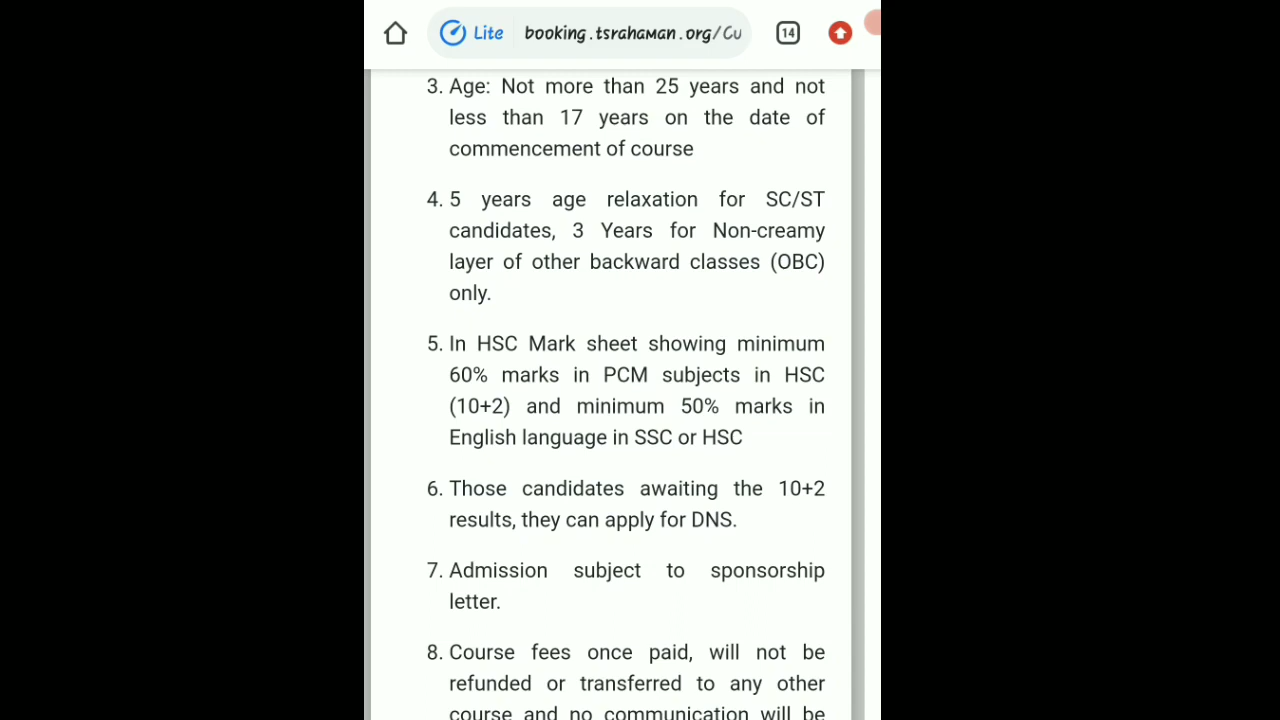 Lite booking.tsrahaman.org/Cu 14
3. Age: Not more than 25 years and not
less than 17 years on the date of
commencement of course
4. 5 years age relaxation for SC/ST
candidates, 3 Years for Non-creamy
layer of other backward classes (OBC)
only.
5. In HSC Mark sheet showing minimum
60% marks in PCM subjects in HSC
(10+2) and minimum 50% marks in
English language in SSC or HSC
6. Those candidates awaiting the 10+2
results, they can apply for DNS.
7. Admission subject to sponsorship
letter.
8. Course fees once paid, will not be
refunded or transferred to any other
course and no communication will be